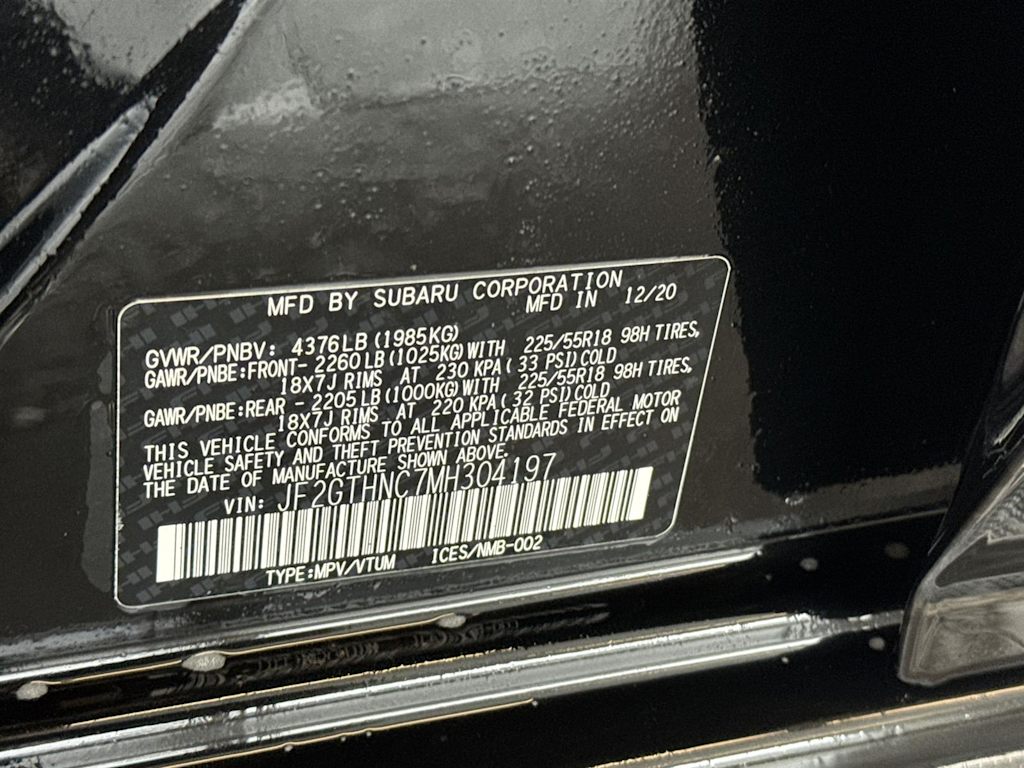 MFD BY SUBARU CORPORATION
MFD IN 12/20
GVWR/PNBV: 4376LB(1985KG)
GAWR/PNBE:FRONT- 2260LB(1025KG)WITH 225/55R18 98H TIRES,
18X7J RIMS AT 230 KPA( 33 PSI)COLD
GAWR/PNBE:REAR - 2205LB(1000KG)WITH 225/55R18 98H TIRES,
18X7J RIMS AT 220 KPA( 32 PSI)COLD
THIS VEHICLE CONFORMS TO ALL APPLICABLE FEDERAL MOTOR
VEHICLE SAFETY AND THEFT PREVENTION STANDARDS IN EFFECT ON
THE DATE OF MANUFACTURE SHOWN ABOVE.
VIN: JF2GTHNC7MH304197
TYPE:MPV/VTUM ICES/NMB-002